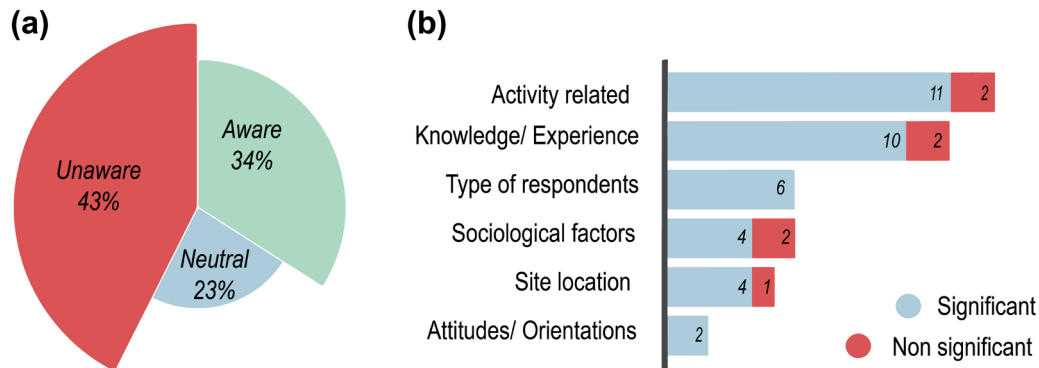 (a)
Unaware
43%
Aware
34%
Neutral
23%
(b)
Activity related
11
2
Knowledge/ Experience
10
2
Type of respondents
6
Sociological factors
4
2
Site location
4
1
Attitudes/ Orientations
2
Significant
Non significant